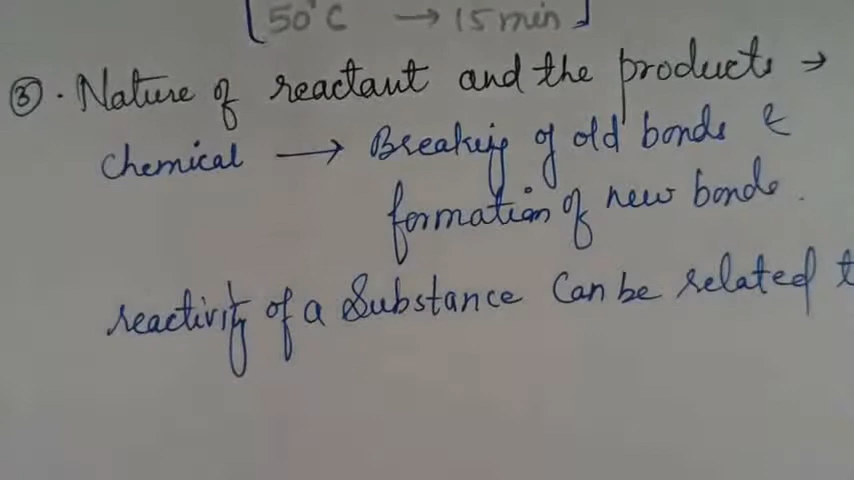 [50°C → 15 min]
③. Nature of reactant and the products →
chemical → Breaking of old bonds &
formation of new bonds.
reactivity of a Substance Can be related t